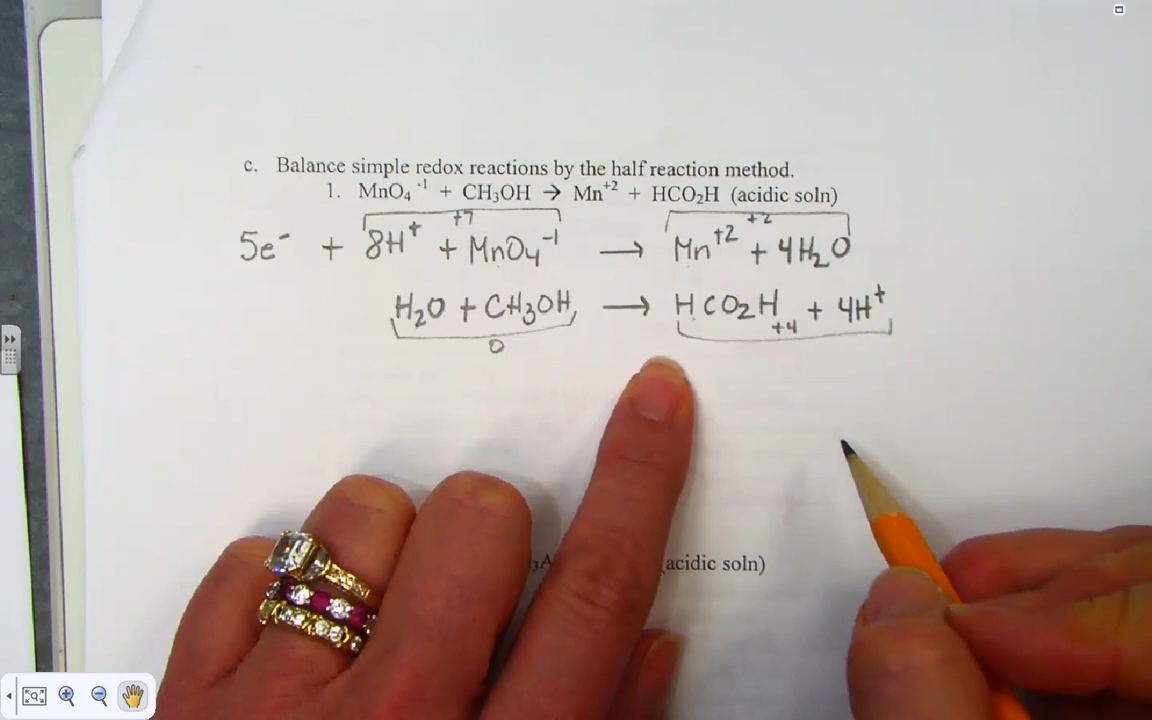 c. Balance simple redox reactions by the half reaction method.
1. MnO₄⁻¹ + CH₃OH → Mn⁺² + HCO₂H (acidic soln)
+7 +2
5e⁻ + 8H⁺ + MnO₄⁻¹ → Mn⁺² + 4H₂O
H₂O + CH₃OH → HCO₂H + 4H⁺
0 +4
(acidic soln)